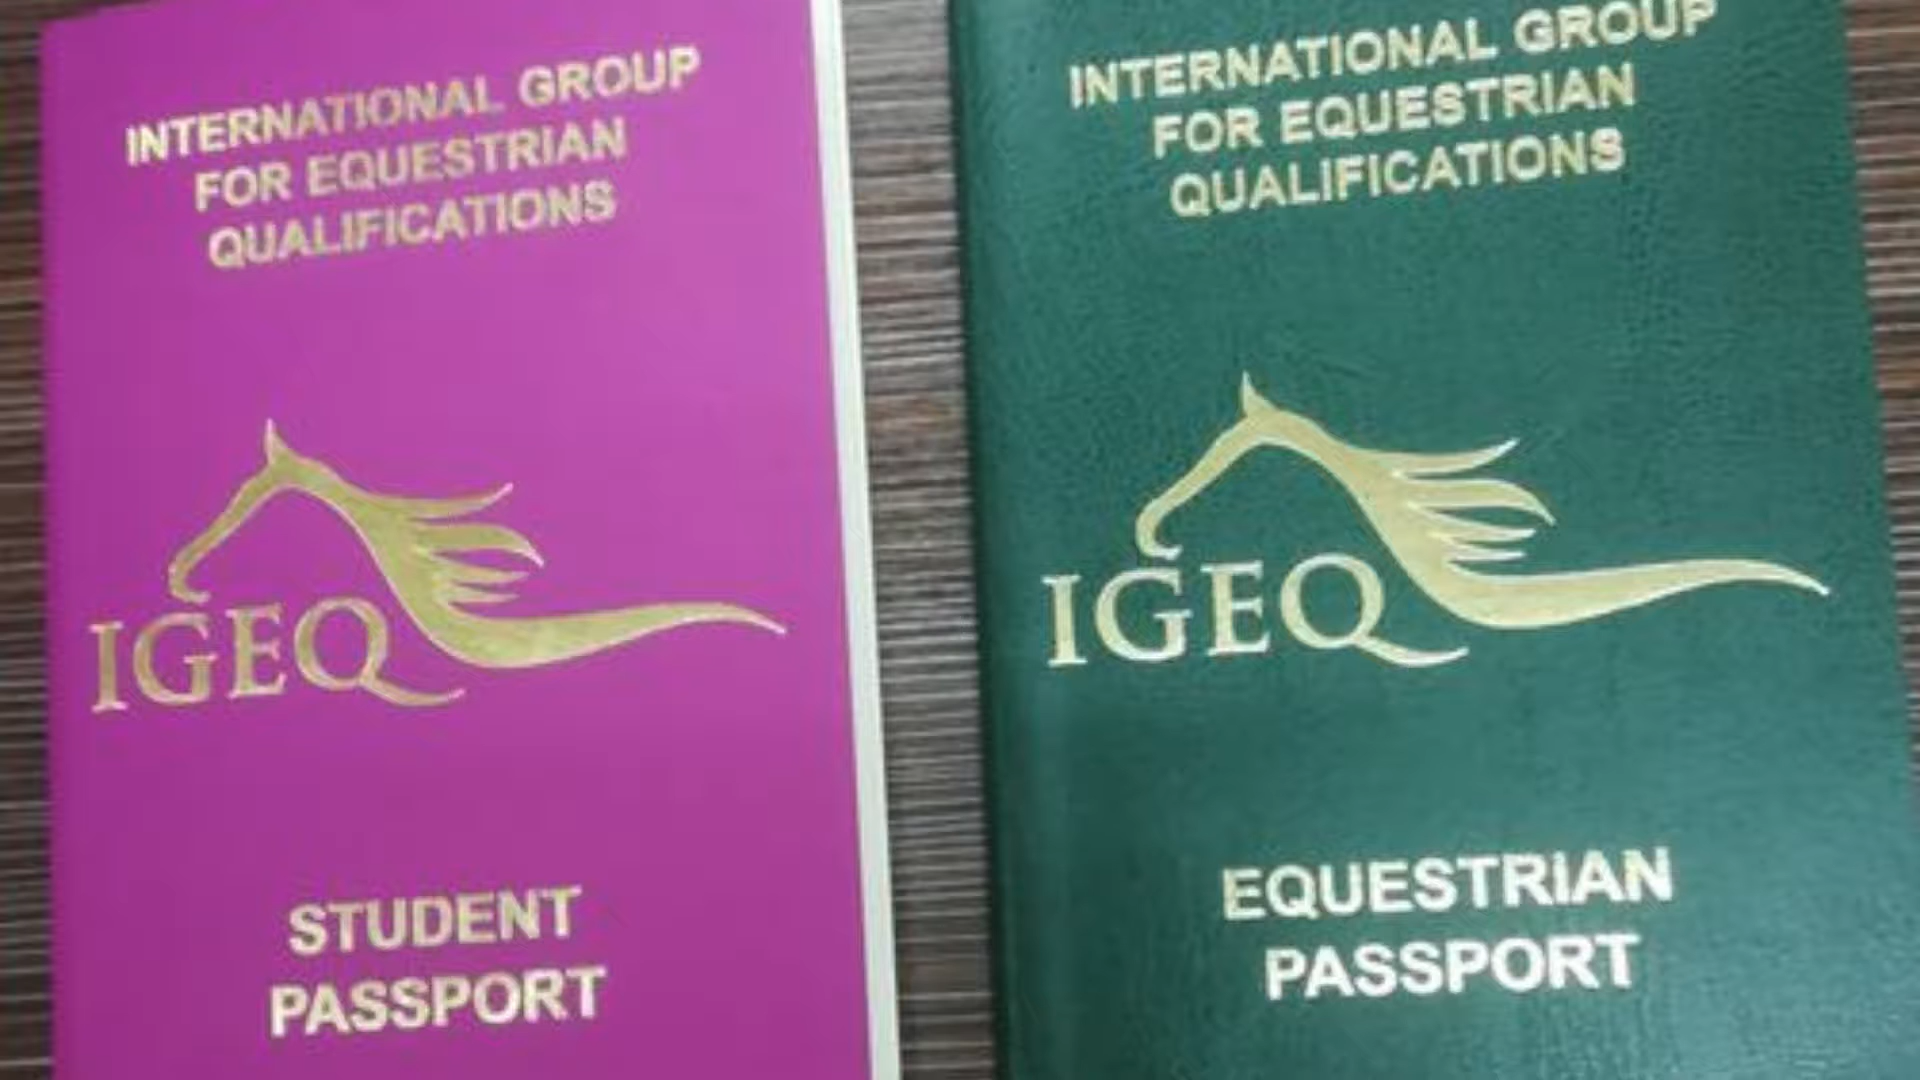 INTERNATIONAL GROUP
FOR EQUESTRIAN
QUALIFICATIONS
IGEQ
STUDENT
PASSPORT
INTERNATIONAL GROUP
FOR EQUESTRIAN
QUALIFICATIONS
IGEQ
EQUESTRIAN
PASSPORT